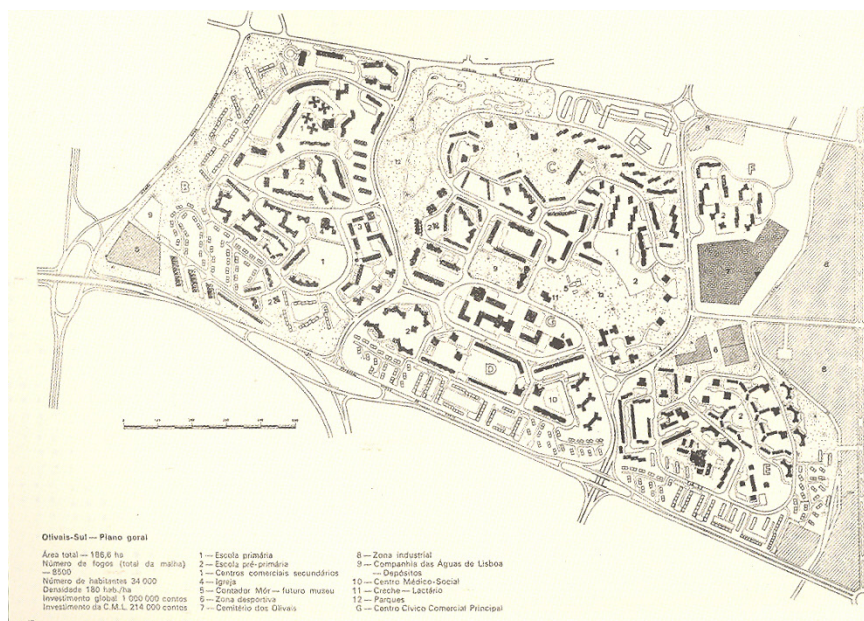 B
C
F
G
D
E
Olivais-Sul — Plano geral
Área total — 186,6 ha
Número de fogos (total da malha)
— 8500
Número de habitantes 34 000
Densidade 180 hab./ha
Investimento global 1 000 000 contos
Investimento da C.M.L. 214 000 contos
1 — Escola primária
2 — Escola pré-primária
1 — Centros comerciais secundários
4 — Igreja
5 — Contador Mór — futuro museu
6 — Zona desportiva
7 — Cemitério dos Olivais
8 — Zona industrial
9 — Companhia das Águas de Lisboa
— Depósitos
10 — Centro Médico-Social
11 — Creche — Lactário
12 — Parques
G — Centro Cívico Comercial Principal